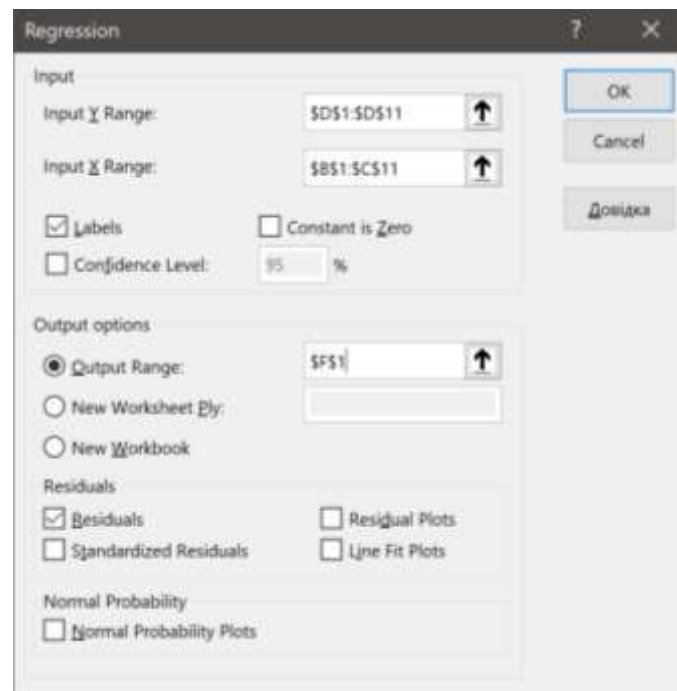 Regression ? ×
Input
Input Y Range: $D$1:$D$11
Input X Range: $B$1:$C$11
Labels
Constant is Zero
Confidence Level: 95 %
OK
Cancel
Довідка
Output options
Output Range: $F$1
New Worksheet Ply:
New Workbook
Residuals
Residuals
Residual Plots
Standardized Residuals
Line Fit Plots
Normal Probability
Normal Probability Plots